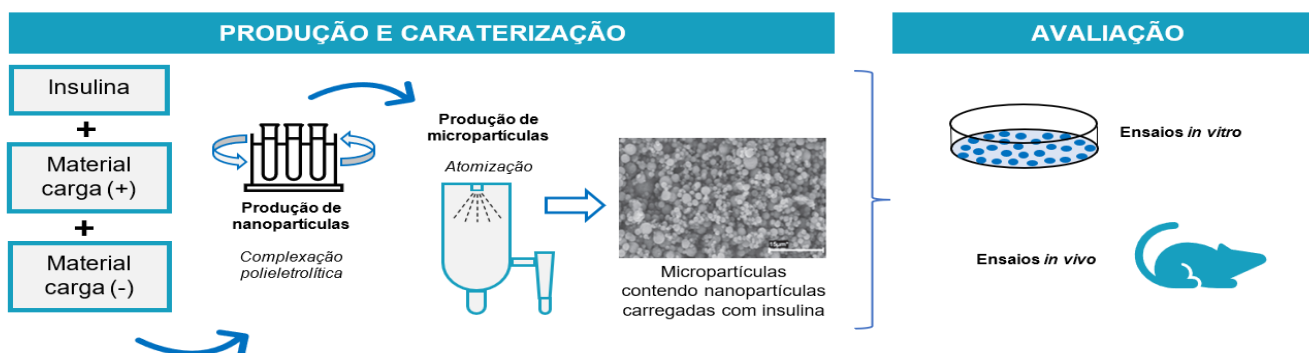 PRODUÇÃO E CARATERIZAÇÃO
Insulina
+
Material
carga (+)
+
Material
carga (-)
Produção de
nanopartículas
Complexação
polieletrolítica
Produção de
micropartículas
Atomização
Micropartículas
contendo nanopartículas
carregadas com insulina
AVALIAÇÃO
Ensaios in vitro
Ensaios in vivo